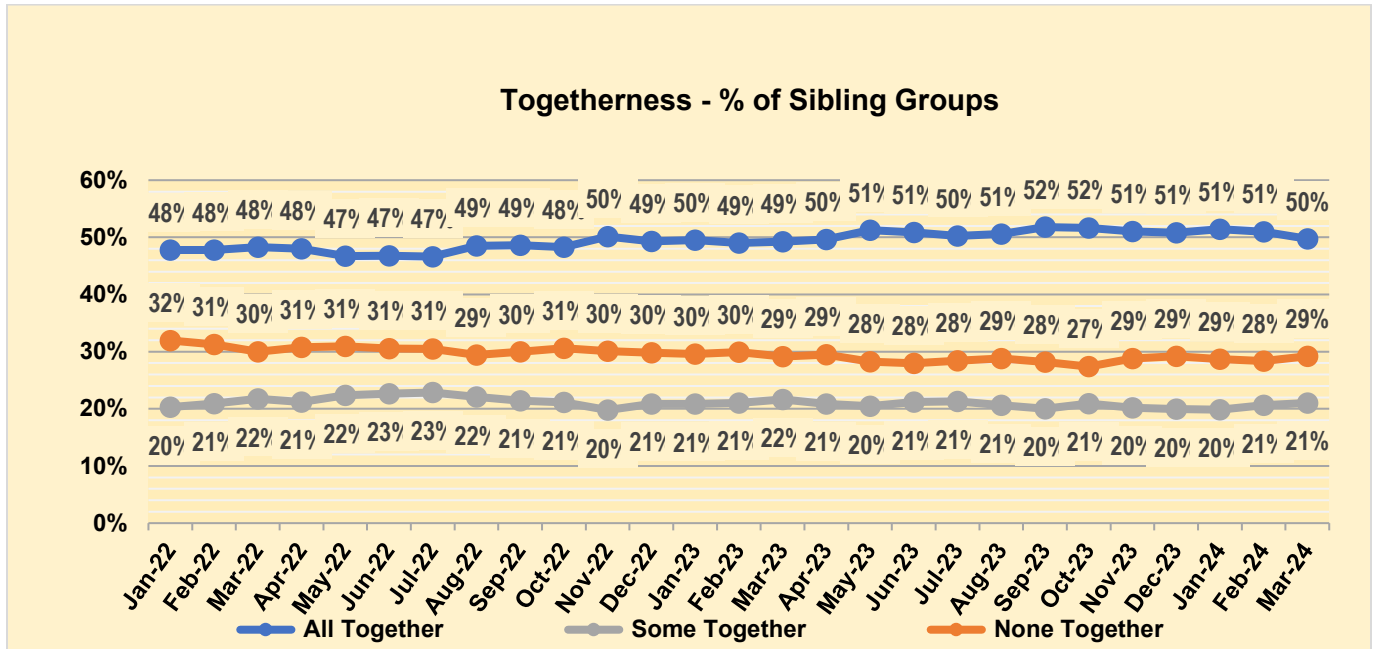 Togetherness - % of Sibling Groups
60%
48% 48% 48% 48% 47% 47% 47% 49% 49% 48% 50% 49% 50% 49% 49% 50% 51% 51% 50% 51% 52% 52% 51% 51% 51% 51% 50%
50%
40%
32% 31% 30% 31% 31% 31% 31% 29% 30% 31% 30% 30% 30% 30% 29% 29% 28% 28% 28% 29% 28% 27% 29% 29% 29% 28% 29%
30%
20%
20% 21% 22% 21% 22% 23% 23% 22% 21% 21% 20% 21% 21% 21% 22% 21% 20% 21% 21% 21% 20% 21% 20% 20% 20% 21% 21%
10%
0%
Jan-22 Feb-22 Mar-22 Apr-22 May-22 Jun-22 Jul-22 Aug-22 Sep-22 Oct-22 Nov-22 Dec-22 Jan-23 Feb-23 Mar-23 Apr-23 May-23 Jun-23 Jul-23 Aug-23 Sep-23 Oct-23 Nov-23 Dec-23 Jan-24 Feb-24 Mar-24
All Together Some Together None Together